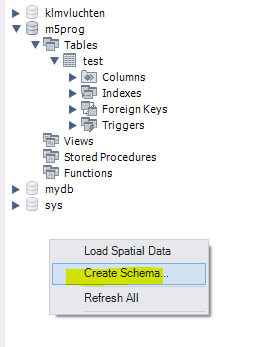 klmvluchten
m5prog
Tables
test
Columns
Indexes
Foreign Keys
Triggers
Views
Stored Procedures
Functions
mydb
sys
Load Spatial Data
Create Schema...
Refresh All